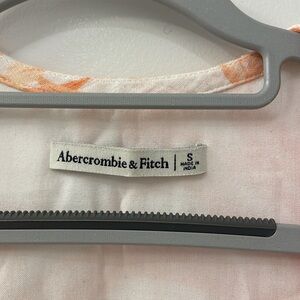 Abercrombie & Fitch
S
MADE IN
INDIA